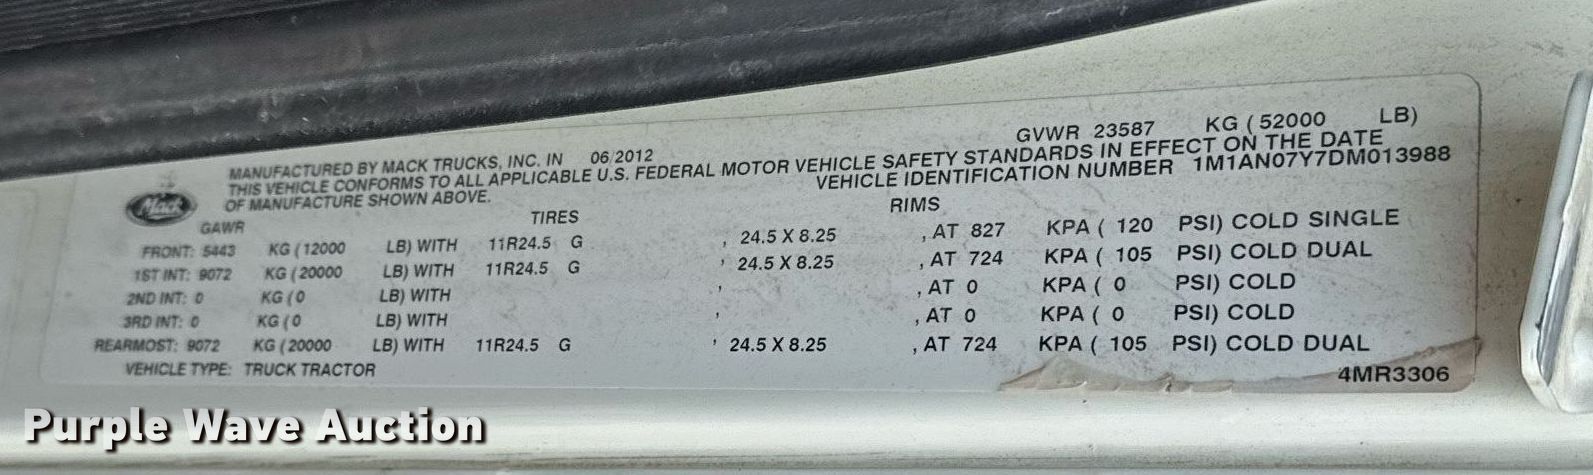 GVWR 23587 KG ( 52000 LB)
MANUFACTURED BY MACK TRUCKS, INC. IN 06/2012
THIS VEHICLE CONFORMS TO ALL APPLICABLE U.S. FEDERAL MOTOR VEHICLE SAFETY STANDARDS IN EFFECT ON THE DATE
OF MANUFACTURE SHOWN ABOVE. VEHICLE IDENTIFICATION NUMBER 1M1AN07Y7DM013988
Mack
GAWR TIRES RIMS
FRONT: 5443 KG ( 12000 LB) WITH 11R24.5 G , 24.5 X 8.25 , AT 827 KPA ( 120 PSI) COLD SINGLE
1ST INT: 9072 KG ( 20000 LB) WITH 11R24.5 G , 24.5 X 8.25 , AT 724 KPA ( 105 PSI) COLD DUAL
2ND INT: 0 KG ( 0 LB) WITH , , AT 0 KPA ( 0 PSI) COLD
3RD INT: 0 KG ( 0 LB) WITH , , AT 0 KPA ( 0 PSI) COLD
REARMOST: 9072 KG ( 20000 LB) WITH 11R24.5 G , 24.5 X 8.25 , AT 724 KPA ( 105 PSI) COLD DUAL
VEHICLE TYPE: TRUCK TRACTOR 4MR3306
Purple Wave Auction